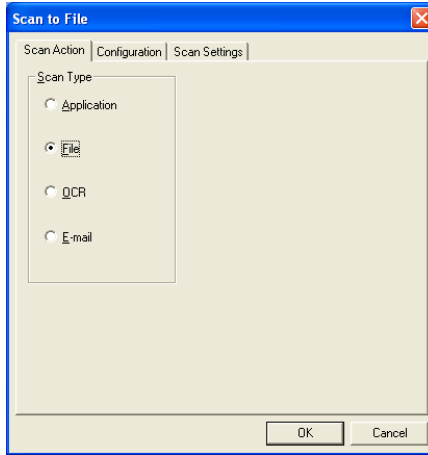 Scan to File
Scan Action Configuration Scan Settings
Scan Type
Application
File
OCR
E-mail
OK Cancel